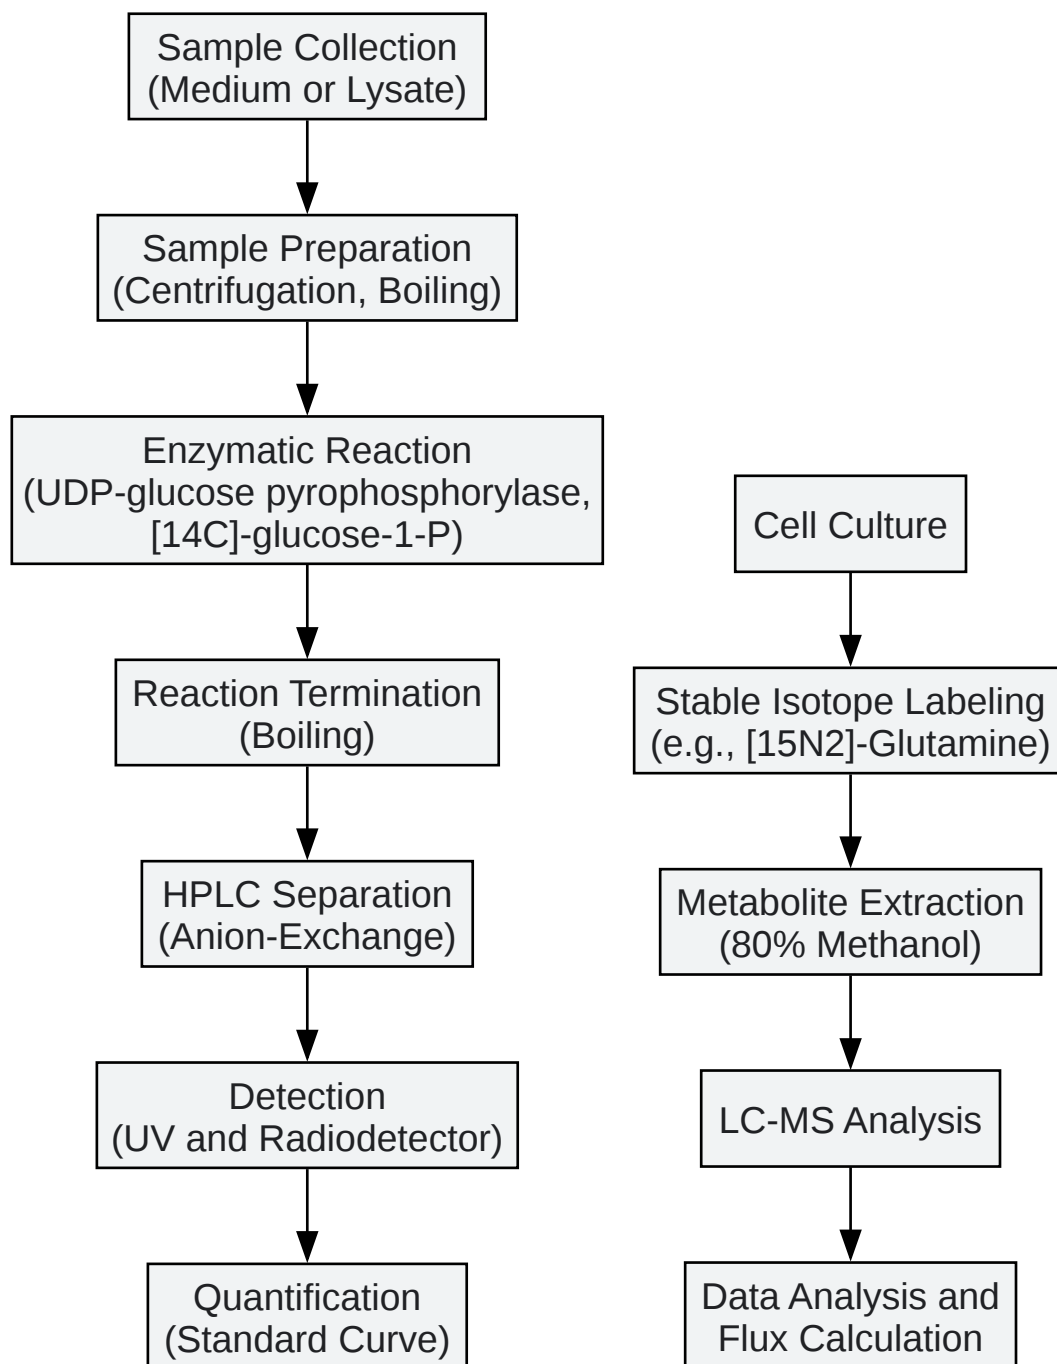 Sample Collection
(Medium or Lysate)
Sample Preparation
(Centrifugation, Boiling)
Enzymatic Reaction
(UDP-glucose pyrophosphorylase,
[14C]-glucose-1-P)
Reaction Termination
(Boiling)
HPLC Separation
(Anion-Exchange)
Detection
(UV and Radiodetector)
Quantification
(Standard Curve)
Cell Culture
Stable Isotope Labeling
(e.g., [15N2]-Glutamine)
Metabolite Extraction
(80% Methanol)
LC-MS Analysis
Data Analysis and
Flux Calculation